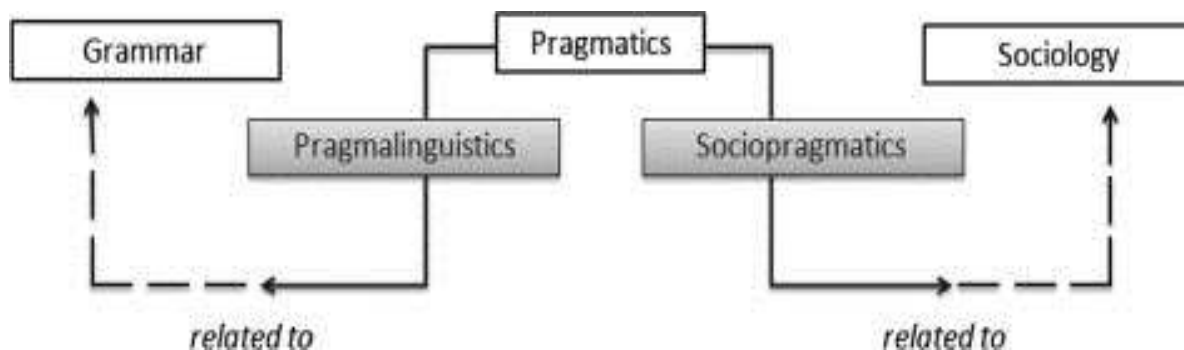 Grammar
Pragmatics
Sociology
Pragmalinguistics
Sociopragmatics
related to
related to